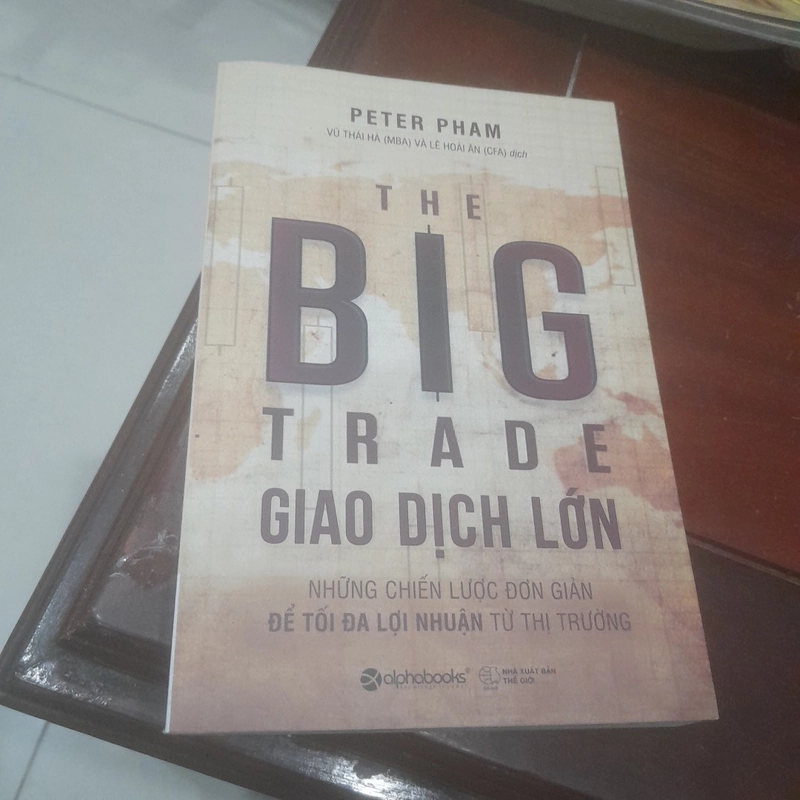 PETER PHAM
VŨ THÁI HÀ (MBA) VÀ LÊ HOÀI ÂN (CFA) dịch
THE
BIG
TRADE
GIAO DỊCH LỚN
NHỮNG CHIẾN LƯỢC ĐƠN GIẢN
ĐỂ TỐI ĐA LỢI NHUẬN TỪ THỊ TRƯỜNG
alphabooks®
NHÀ XUẤT BẢN
THẾ GIỚI